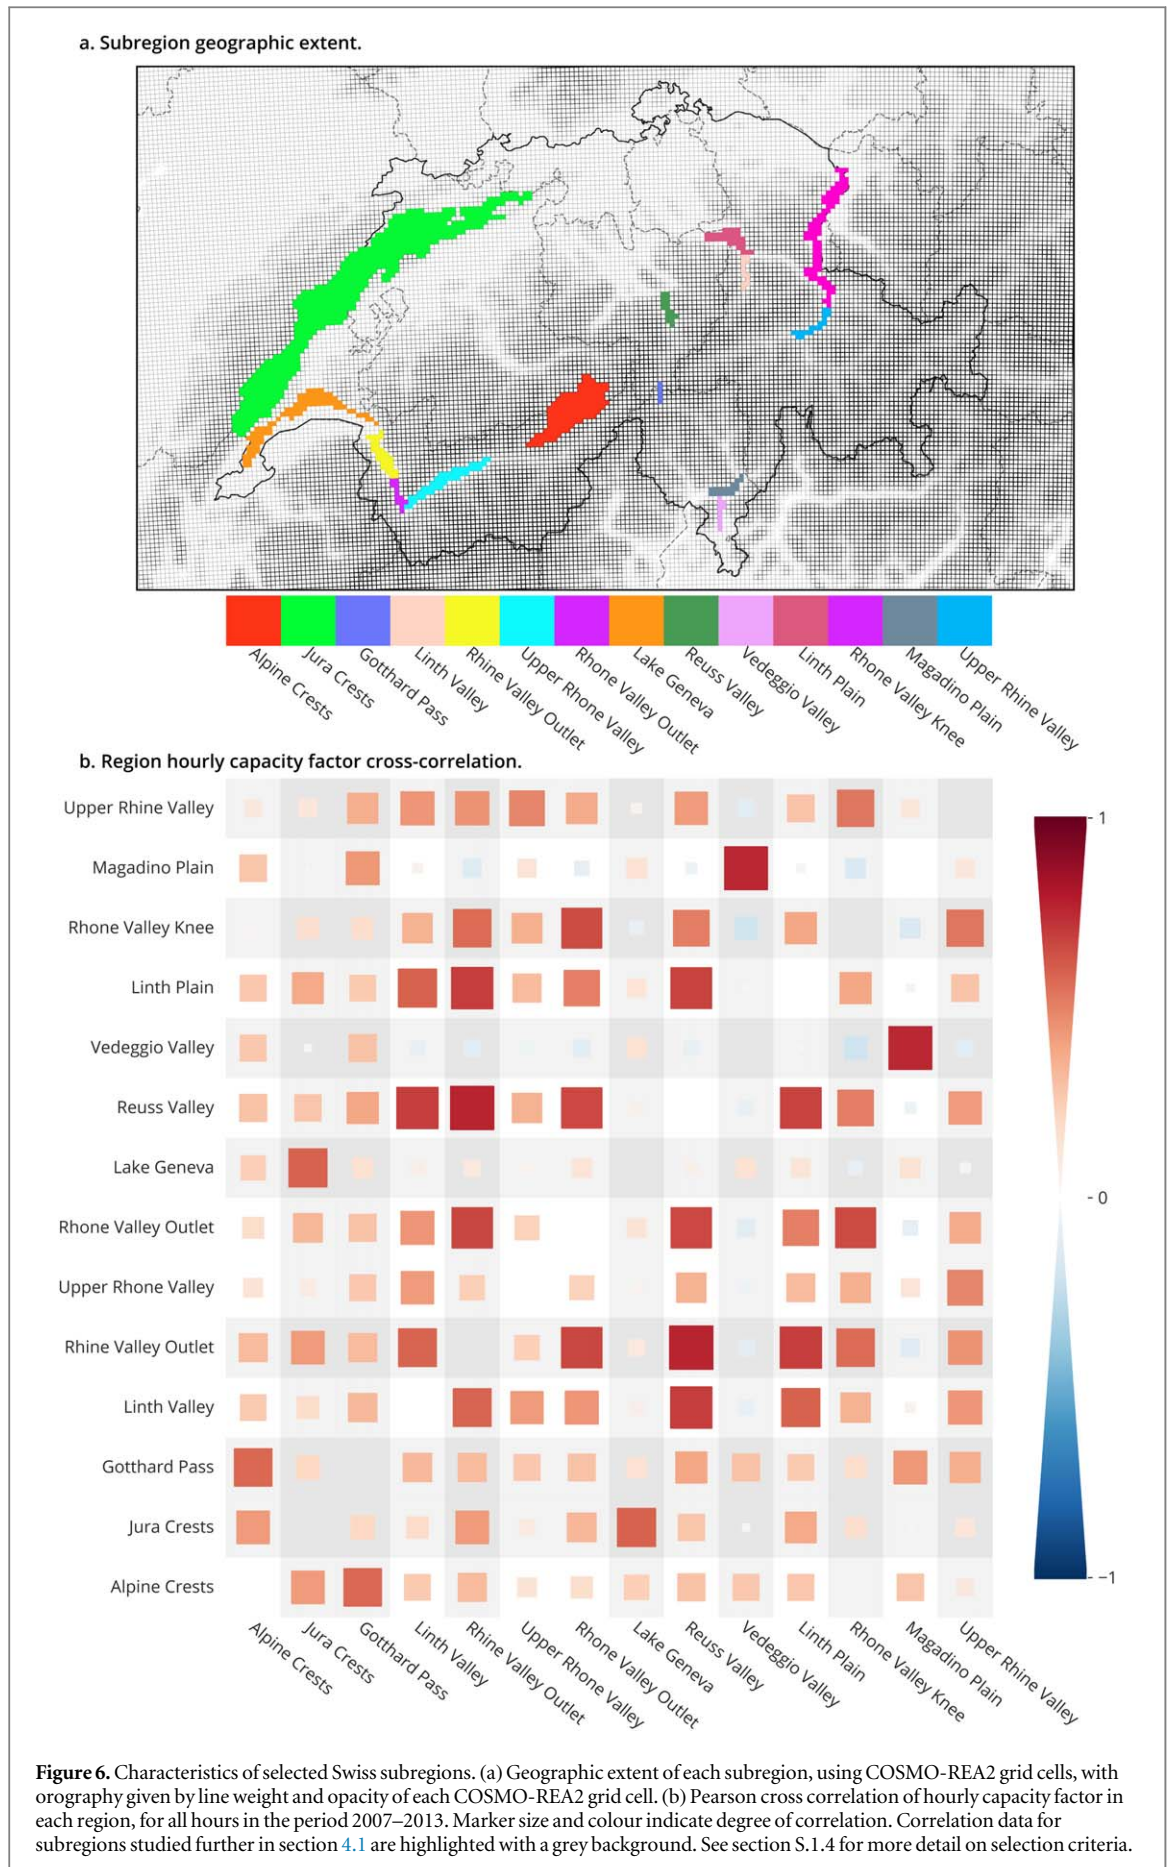 a. Subregion geographic extent.
Alpine Crests
Jura Crests
Gotthard Pass
Linth Valley
Rhine Valley Outlet
Upper Rhone Valley
Rhone Valley Outlet
Lake Geneva
Reuss Valley
Vedeggio Valley
Linth Plain
Rhone Valley Knee
Magadino Plain
Upper Rhine Valley
b. Region hourly capacity factor cross-correlation.
Upper Rhine Valley
Magadino Plain
Rhone Valley Knee
Linth Plain
Vedeggio Valley
Reuss Valley
Lake Geneva
Rhone Valley Outlet
Upper Rhone Valley
Rhine Valley Outlet
Linth Valley
Gotthard Pass
Jura Crests
Alpine Crests
1
0
−1
Alpine Crests
Jura Crests
Gotthard Pass
Linth Valley
Rhine Valley Outlet
Upper Rhone Valley
Rhone Valley Outlet
Lake Geneva
Reuss Valley
Vedeggio Valley
Linth Plain
Rhone Valley Knee
Magadino Plain
Upper Rhine Valley
Figure 6. Characteristics of selected Swiss subregions. (a) Geographic extent of each subregion, using COSMO-REA2 grid cells, with
orography given by line weight and opacity of each COSMO-REA2 grid cell. (b) Pearson cross correlation of hourly capacity factor in
each region, for all hours in the period 2007–2013. Marker size and colour indicate degree of correlation. Correlation data for
subregions studied further in section 4.1 are highlighted with a grey background. See section S.1.4 for more detail on selection criteria.